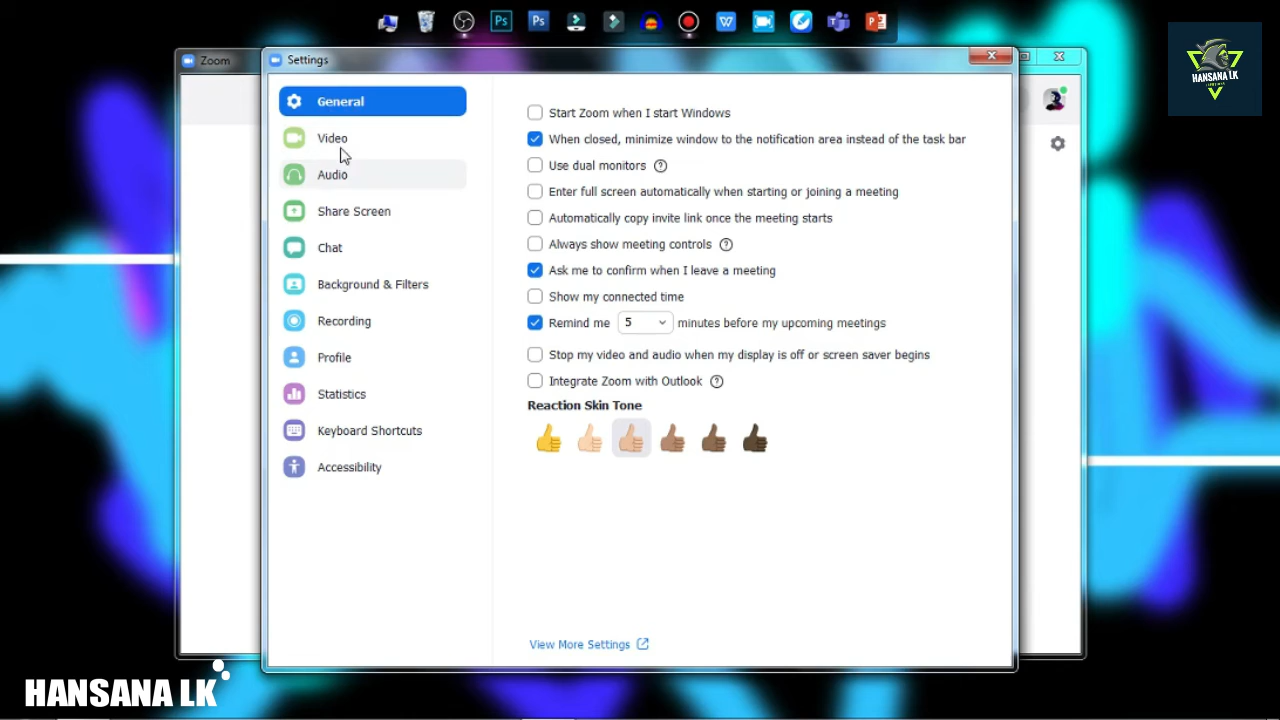 Ps
Ps
W
P
Zoom
Settings
HANSANA LK
General
Video
Audio
Share Screen
Chat
Background & Filters
Recording
Profile
Statistics
Keyboard Shortcuts
Accessibility
Start Zoom when I start Windows
When closed, minimize window to the notification area instead of the task bar
Use dual monitors ?
Enter full screen automatically when starting or joining a meeting
Automatically copy invite link once the meeting starts
Always show meeting controls ?
Ask me to confirm when I leave a meeting
Show my connected time
Remind me 5 minutes before my upcoming meetings
Stop my video and audio when my display is off or screen saver begins
Integrate Zoom with Outlook ?
Reaction Skin Tone
View More Settings
HANSANA LK